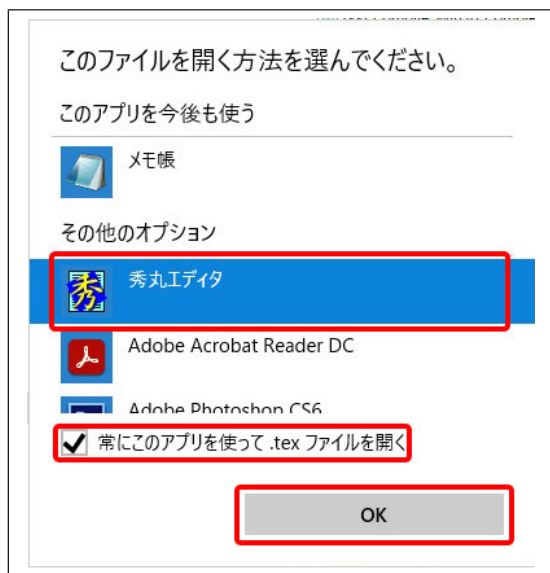 このファイルを開く方法を選んでください。
このアプリを今後も使う
メモ帳
その他のオプション
秀
秀丸エディタ
Adobe Acrobat Reader DC
Adobe Photoshop CS6
常にこのアプリを使って .tex ファイルを開く
OK